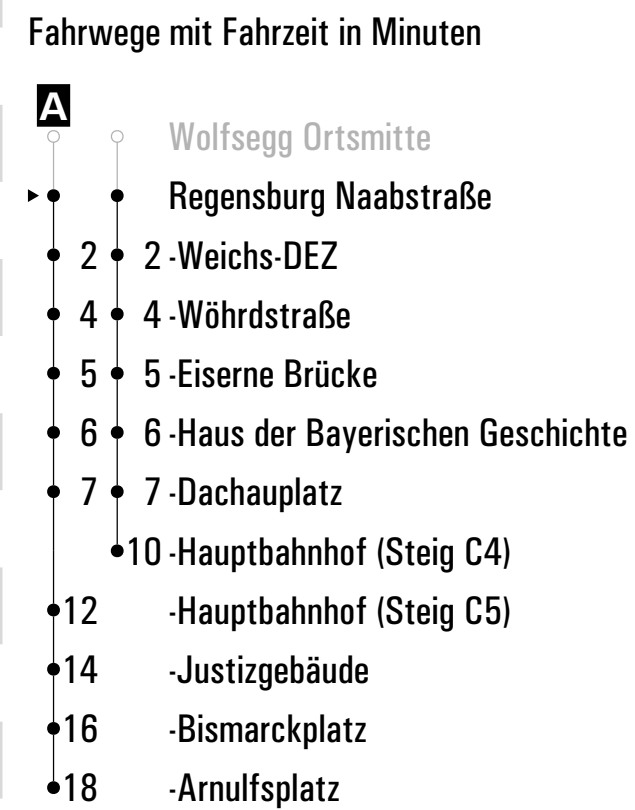 Fahrwege mit Fahrzeit in Minuten
A
Wolfsegg Ortsmitte
Regensburg Naabstraße
2 2 -Weichs-DEZ
4 4 -Wöhrdstraße
5 5 -Eiserne Brücke
6 6 -Haus der Bayerischen Geschichte
7 7 -Dachauplatz
10 -Hauptbahnhof (Steig C4)
12 -Hauptbahnhof (Steig C5)
14 -Justizgebäude
16 -Bismarckplatz
18 -Arnulfsplatz